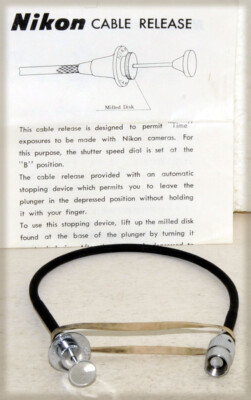 Nikon CABLE RELEASE
Milled Disk
This cable release is designed to permit "Time"
exposures to be made with Nikon cameras. For
this purpose, the shutter speed dial is set at the
"B" position.
The cable release provided with an automatic
stopping device which permits you to leave the
plunger in the depressed position without holding
it with your finger.
To use this stopping device, lift up the milled disk
found at the base of the plunger by turning it